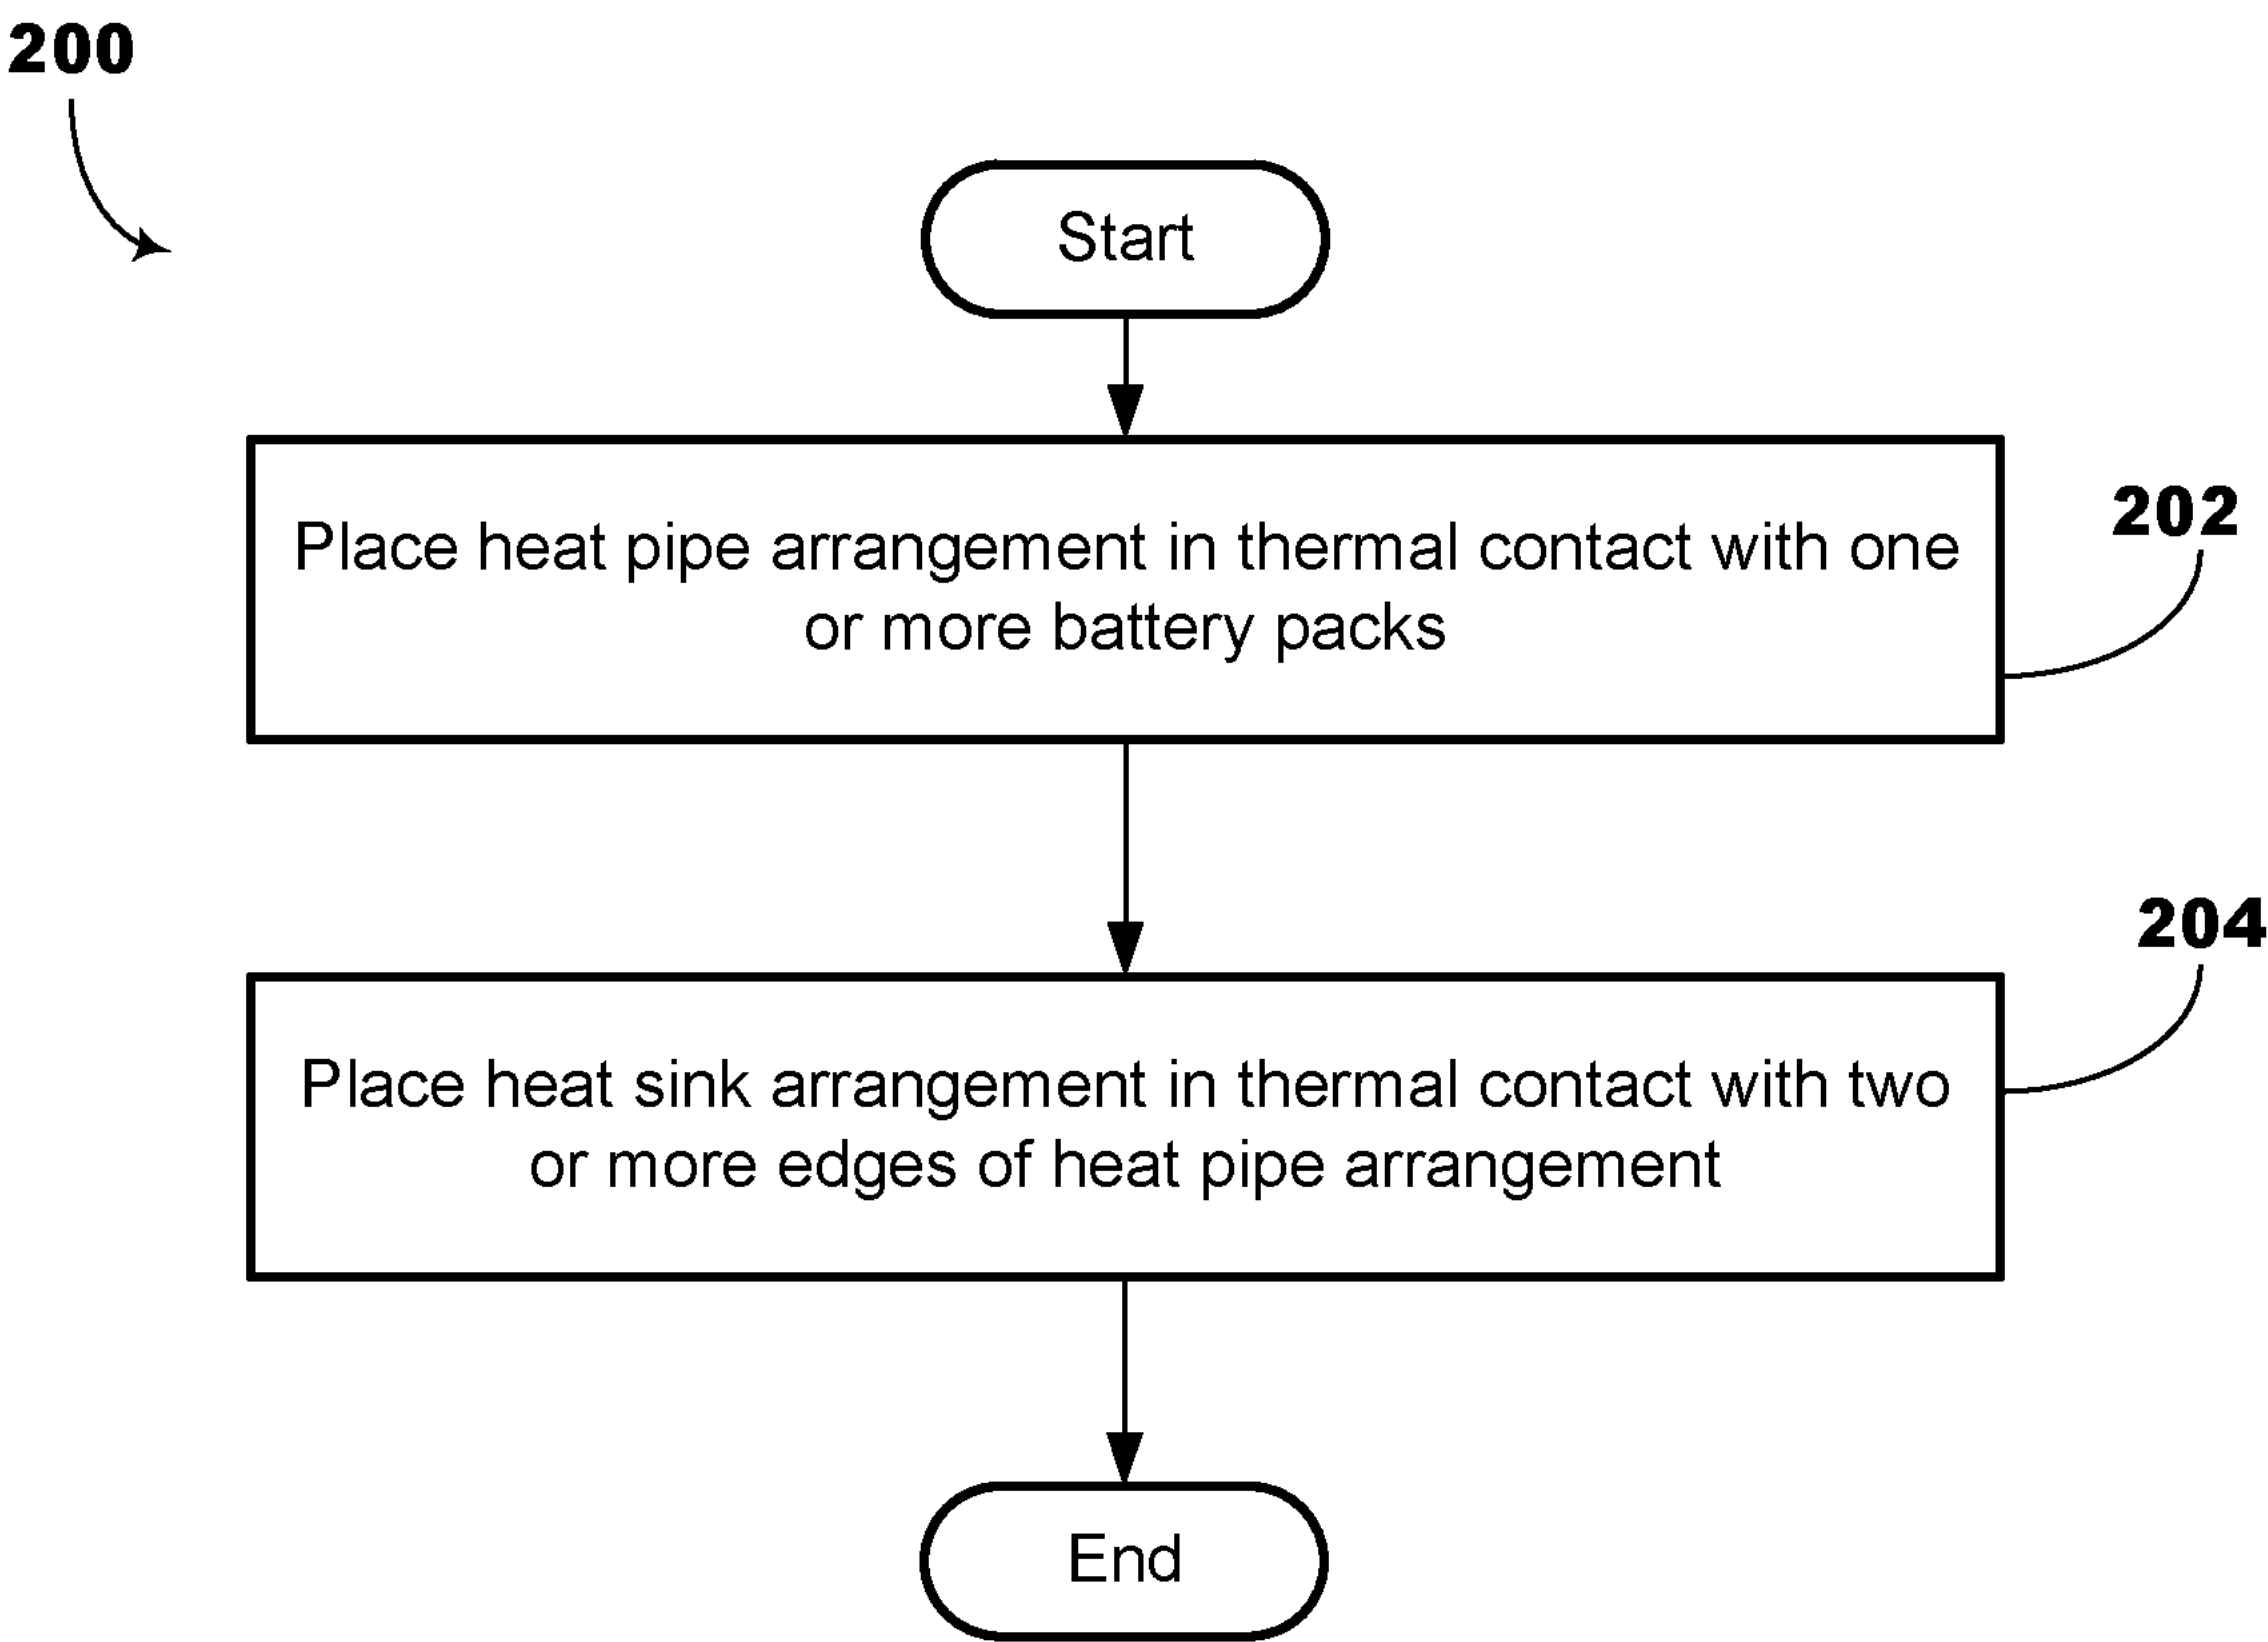 200
Start
Place heat pipe arrangement in thermal contact with one
or more battery packs
202
Place heat sink arrangement in thermal contact with two
or more edges of heat pipe arrangement
204
End